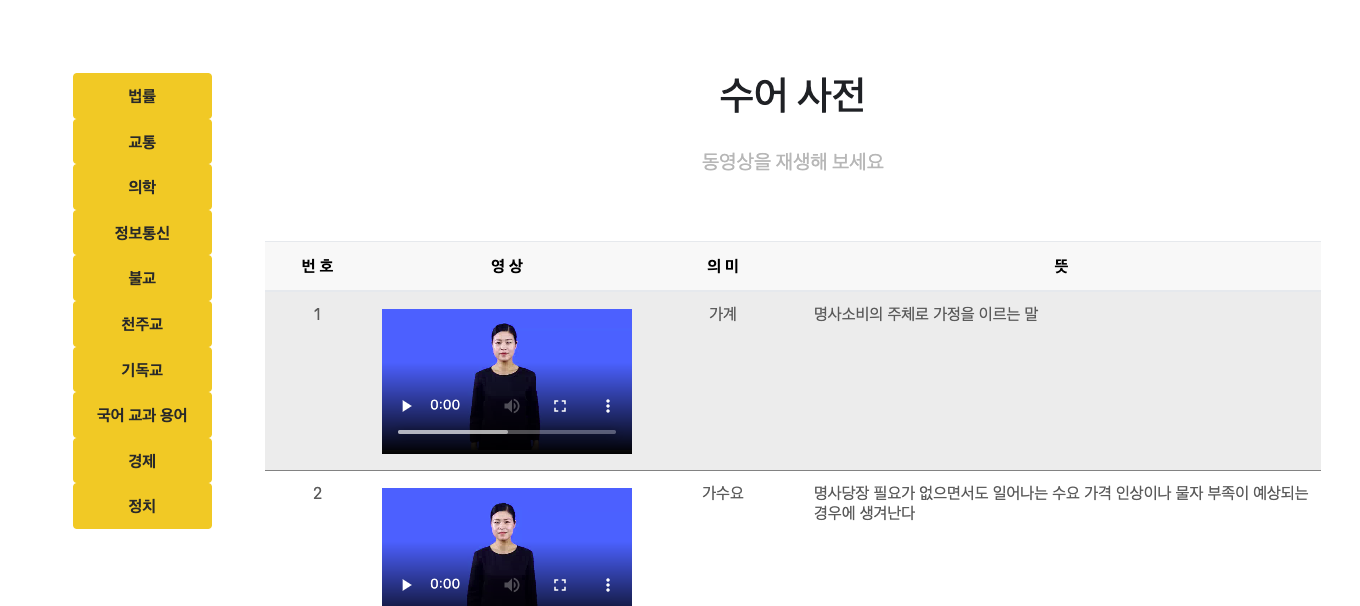 법률
교통
의학
정보통신
불교
천주교
기독교
국어 교과 용어
경제
정치
수어 사전
동영상을 재생해 보세요
번 호 영 상 의 미 뜻
1 가계 명사소비의 주체로 가정을 이르는 말
0:00
2 가수요 명사당장 필요가 없으면서도 일어나는 수요 가격 인상이나 물자 부족이 예상되는
경우에 생겨난다
0:00